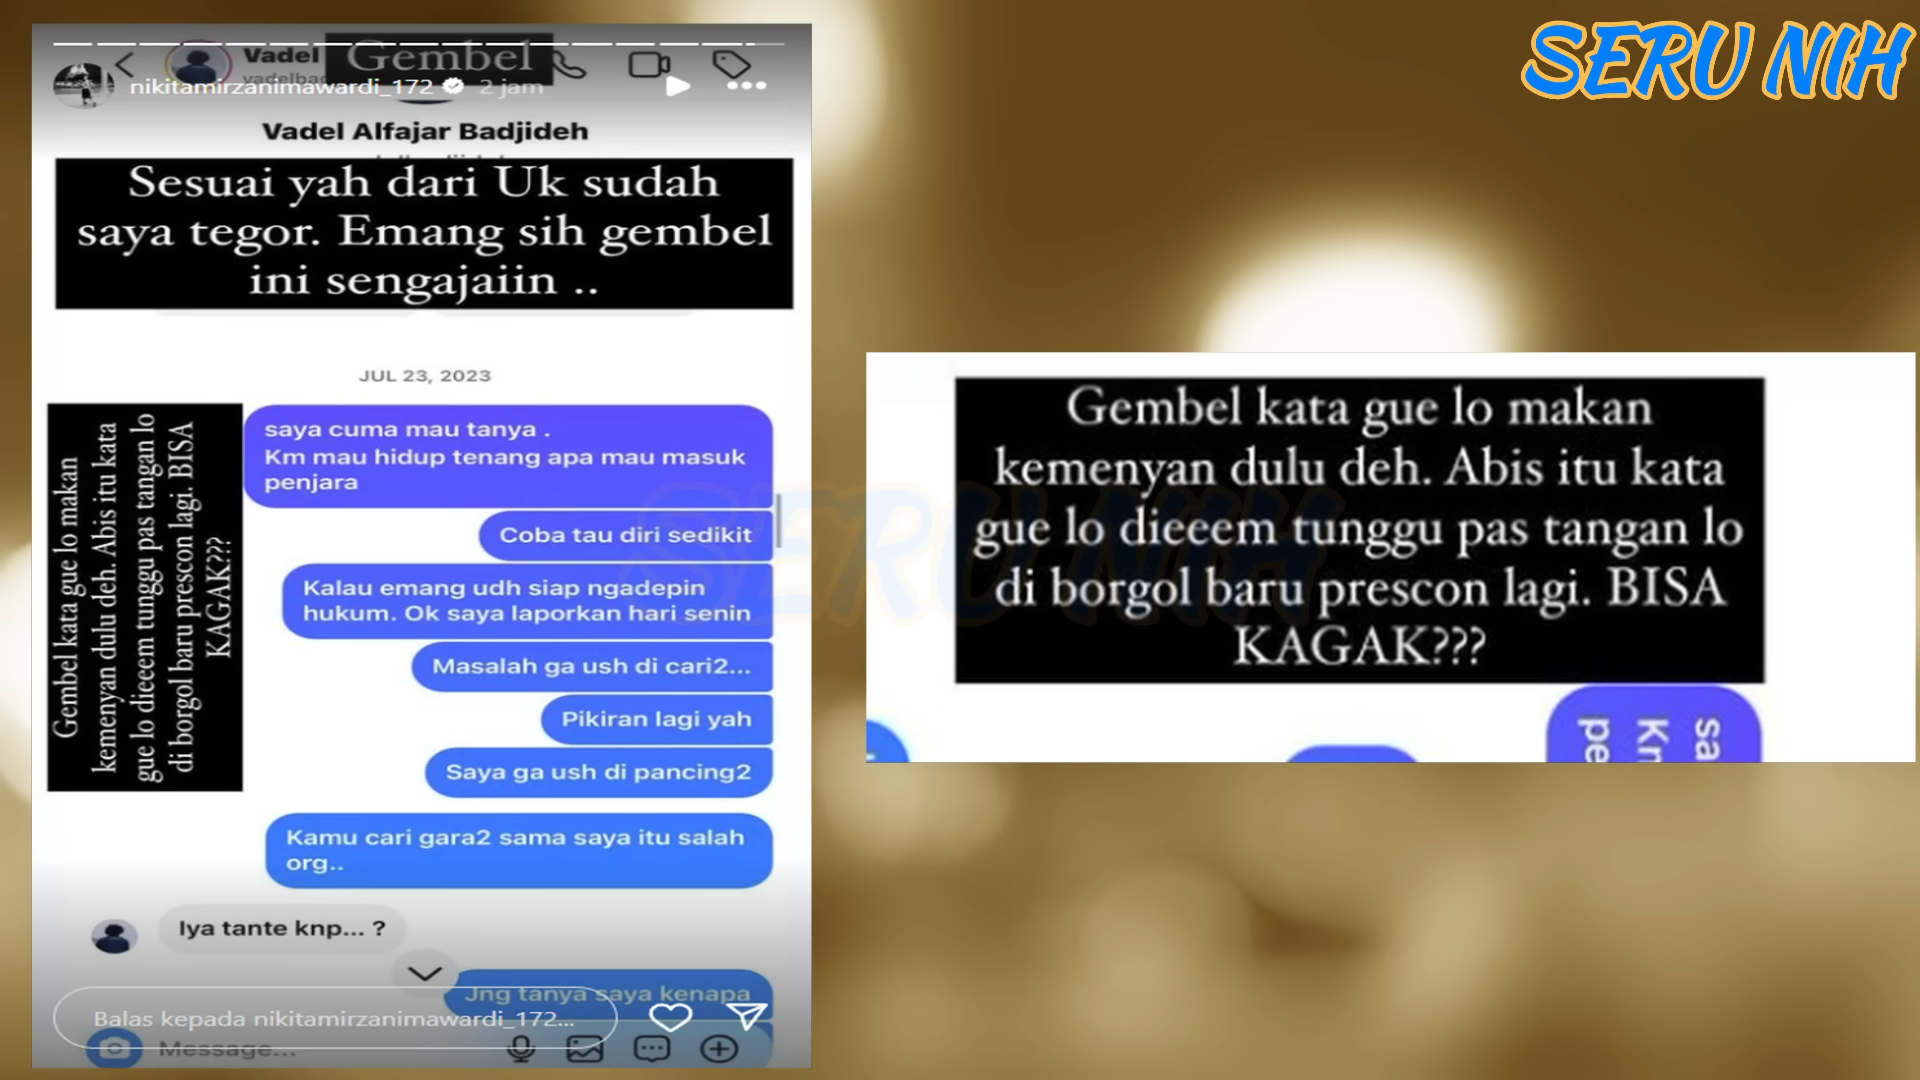 SERU NIH
Vadel
Gembel
nikitamirzanimawardi_172
2 jam
Vadel Alfajar Badjideh
Sesuai yah dari Uk sudah
saya tegor. Emang sih gembel
ini sengajaiin ..
JUL 23, 2023
Gembel kata gue lo makan
kemenyan dulu deh. Abis itu kata
gue lo dieeem tunggu pas tangan lo
di borgol baru prescon lagi. BISA
KAGAK???
saya cuma mau tanya .
Km mau hidup tenang apa mau masuk
penjara
Coba tau diri sedikit
Kalau emang udh siap ngadepin
hukum. Ok saya laporkan hari senin
Masalah ga ush di cari2...
Pikiran lagi yah
Saya ga ush di pancing2
Kamu cari gara2 sama saya itu salah
org..
Iya tante knp... ?
Jng tanya saya kenapa
Balas kepada nikitamirzanimawardi_172...
Message...
Gembel kata gue lo makan
kemenyan dulu deh. Abis itu kata
gue lo dieeem tunggu pas tangan lo
di borgol baru prescon lagi. BISA
KAGAK???
sa
Km
pe
SERU NIH